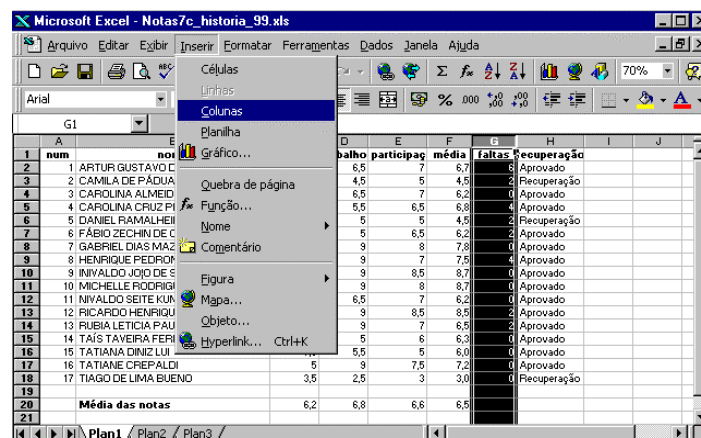 Microsoft Excel - Notas7c_historia_99.xls
Arquivo Editar Exibir Inserir Formatar Ferramentas Dados Janela Ajuda
70%
Arial
% 000
G1
Células
Linhas
Colunas
Planilha
Gráfico...
Quebra de página
Função...
Nome
Comentário
Figura
Mapa...
Objeto...
Hyperlink... Ctrl+K
A D E F G H I J
1 num balho participaç média faltas Recuperação
2 1 ARTUR GUSTAVO 6,5 7 6,7 6 Aprovado
3 2 CAMILA DE PÁDUA 4,5 5 4,5 2 Recuperação
4 3 CAROLINA ALMEID 6,5 7 6,2 0 Aprovado
5 4 CAROLINA CRUZ 5,5 6,5 6,8 4 Aprovado
6 5 DANIEL RAMALHEI 5 5 4,5 2 Recuperação
7 6 FÁBIO ZECHIN DE 5 6,5 6,2 2 Aprovado
8 7 GABRIEL DIAS MAZ 9 8 7,8 0 Aprovado
9 8 HENRIQUE PEDRON 9 7 7,5 4 Aprovado
10 9 INIVALDO DE 9 8,5 8,7 0 Aprovado
11 10 MICHELLE RODRIG 9 8 8,7 0 Aprovado
12 11 NIVALDO SEITE KUN 6,5 7 6,2 0 Aprovado
13 12 RICARDO HENRIQU 9 8,5 8,5 2 Aprovado
14 13 RUBIA LETICIA PAU 9 7 6,5 2 Aprovado
15 14 TAÍS TAVEIRA FER 5 6 6,3 0 Aprovado
16 15 TATIANA DINIZ LUI 5,5 5 6,0 0 Aprovado
17 16 TATIANE CREPALDI 5 9 7,5 7,2 0 Aprovado
18 17 TIAGO DE LIMA BUENO 3,5 2,5 3 3,0 0 Recuperação
19
20 Média das notas 6,2 6,8 6,6 6,5
21
Plan1 Plan2 Plan3